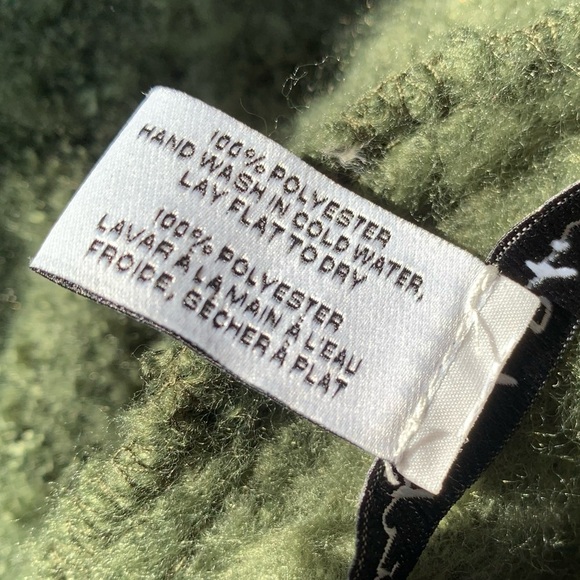 100% POLYESTER
HAND WASH IN COLD WATER,
LAY FLAT TO DRY
100% POLYESTER
LAVAR À LA MAIN À L'EAU
FROIDE, GÉCHER À PLAT